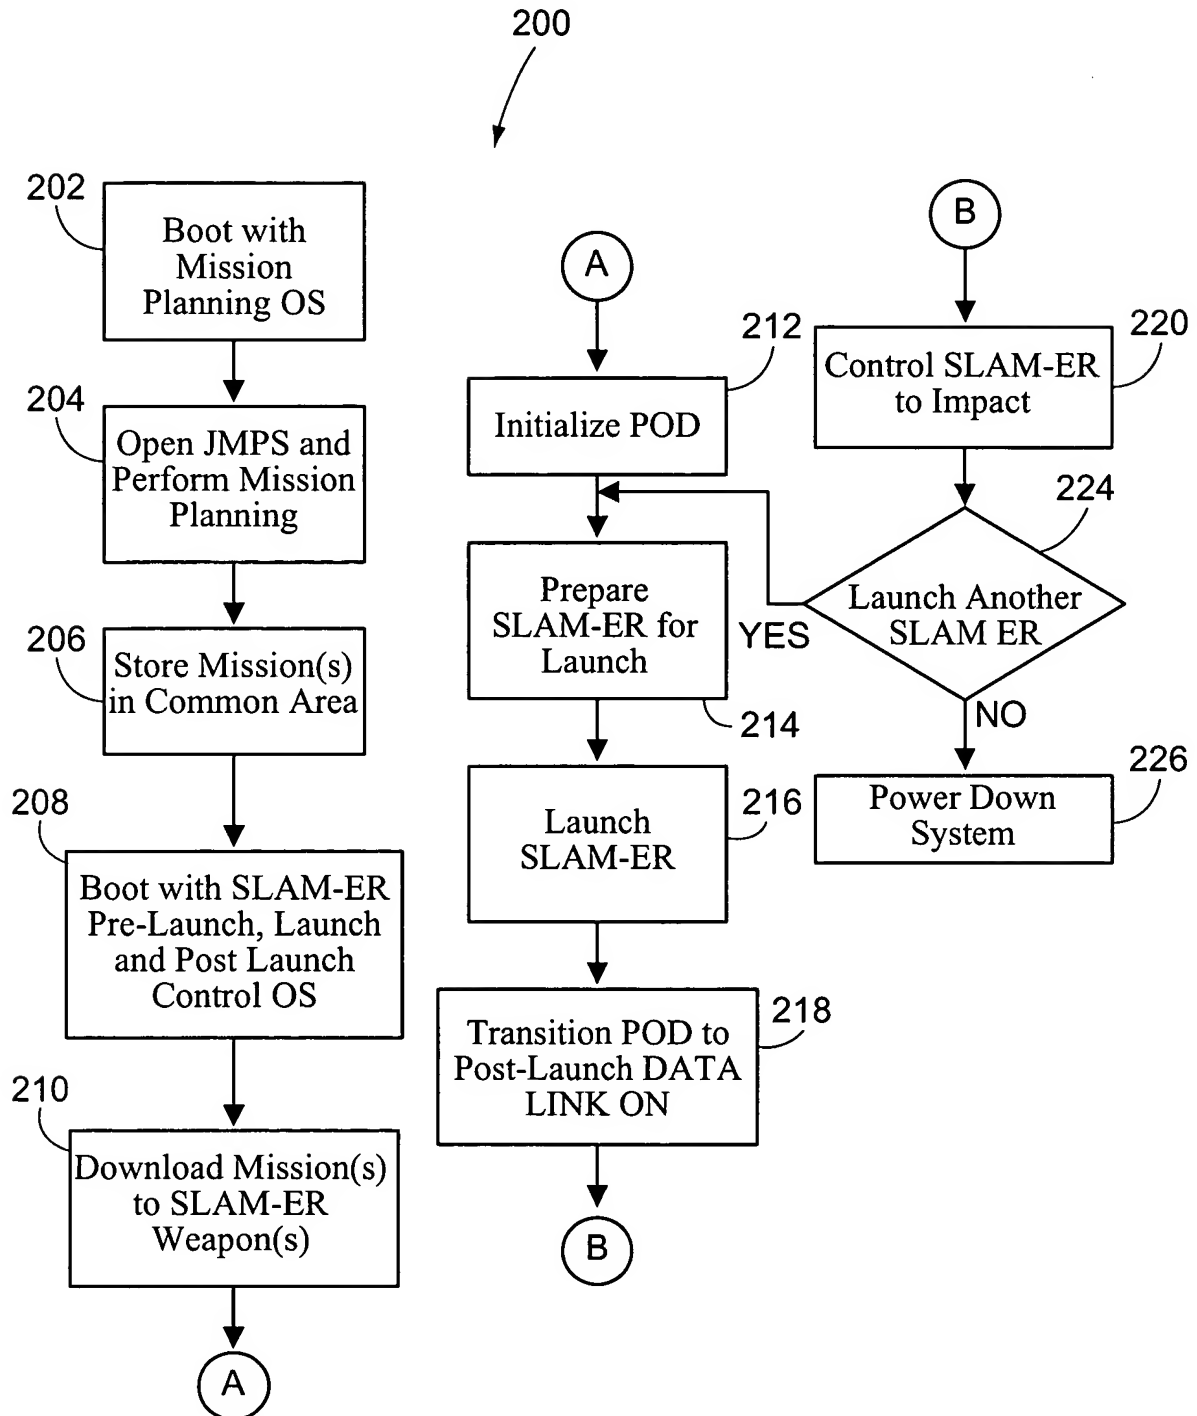 200
202
Boot with
Mission
Planning OS
204
Open JMPS and
Perform Mission
Planning
206
Store Mission(s)
in Common Area
208
Boot with SLAM-ER
Pre-Launch, Launch
and Post Launch
Control OS
210
Download Mission(s)
to SLAM-ER
Weapon(s)
A
A
212
Initialize POD
Prepare
SLAM-ER for
Launch
214
Launch
SLAM-ER
216
Transition POD to
Post-Launch DATA
LINK ON
218
B
B
220
Control SLAM-ER
to Impact
224
Launch Another
SLAM ER
YES
NO
226
Power Down
System